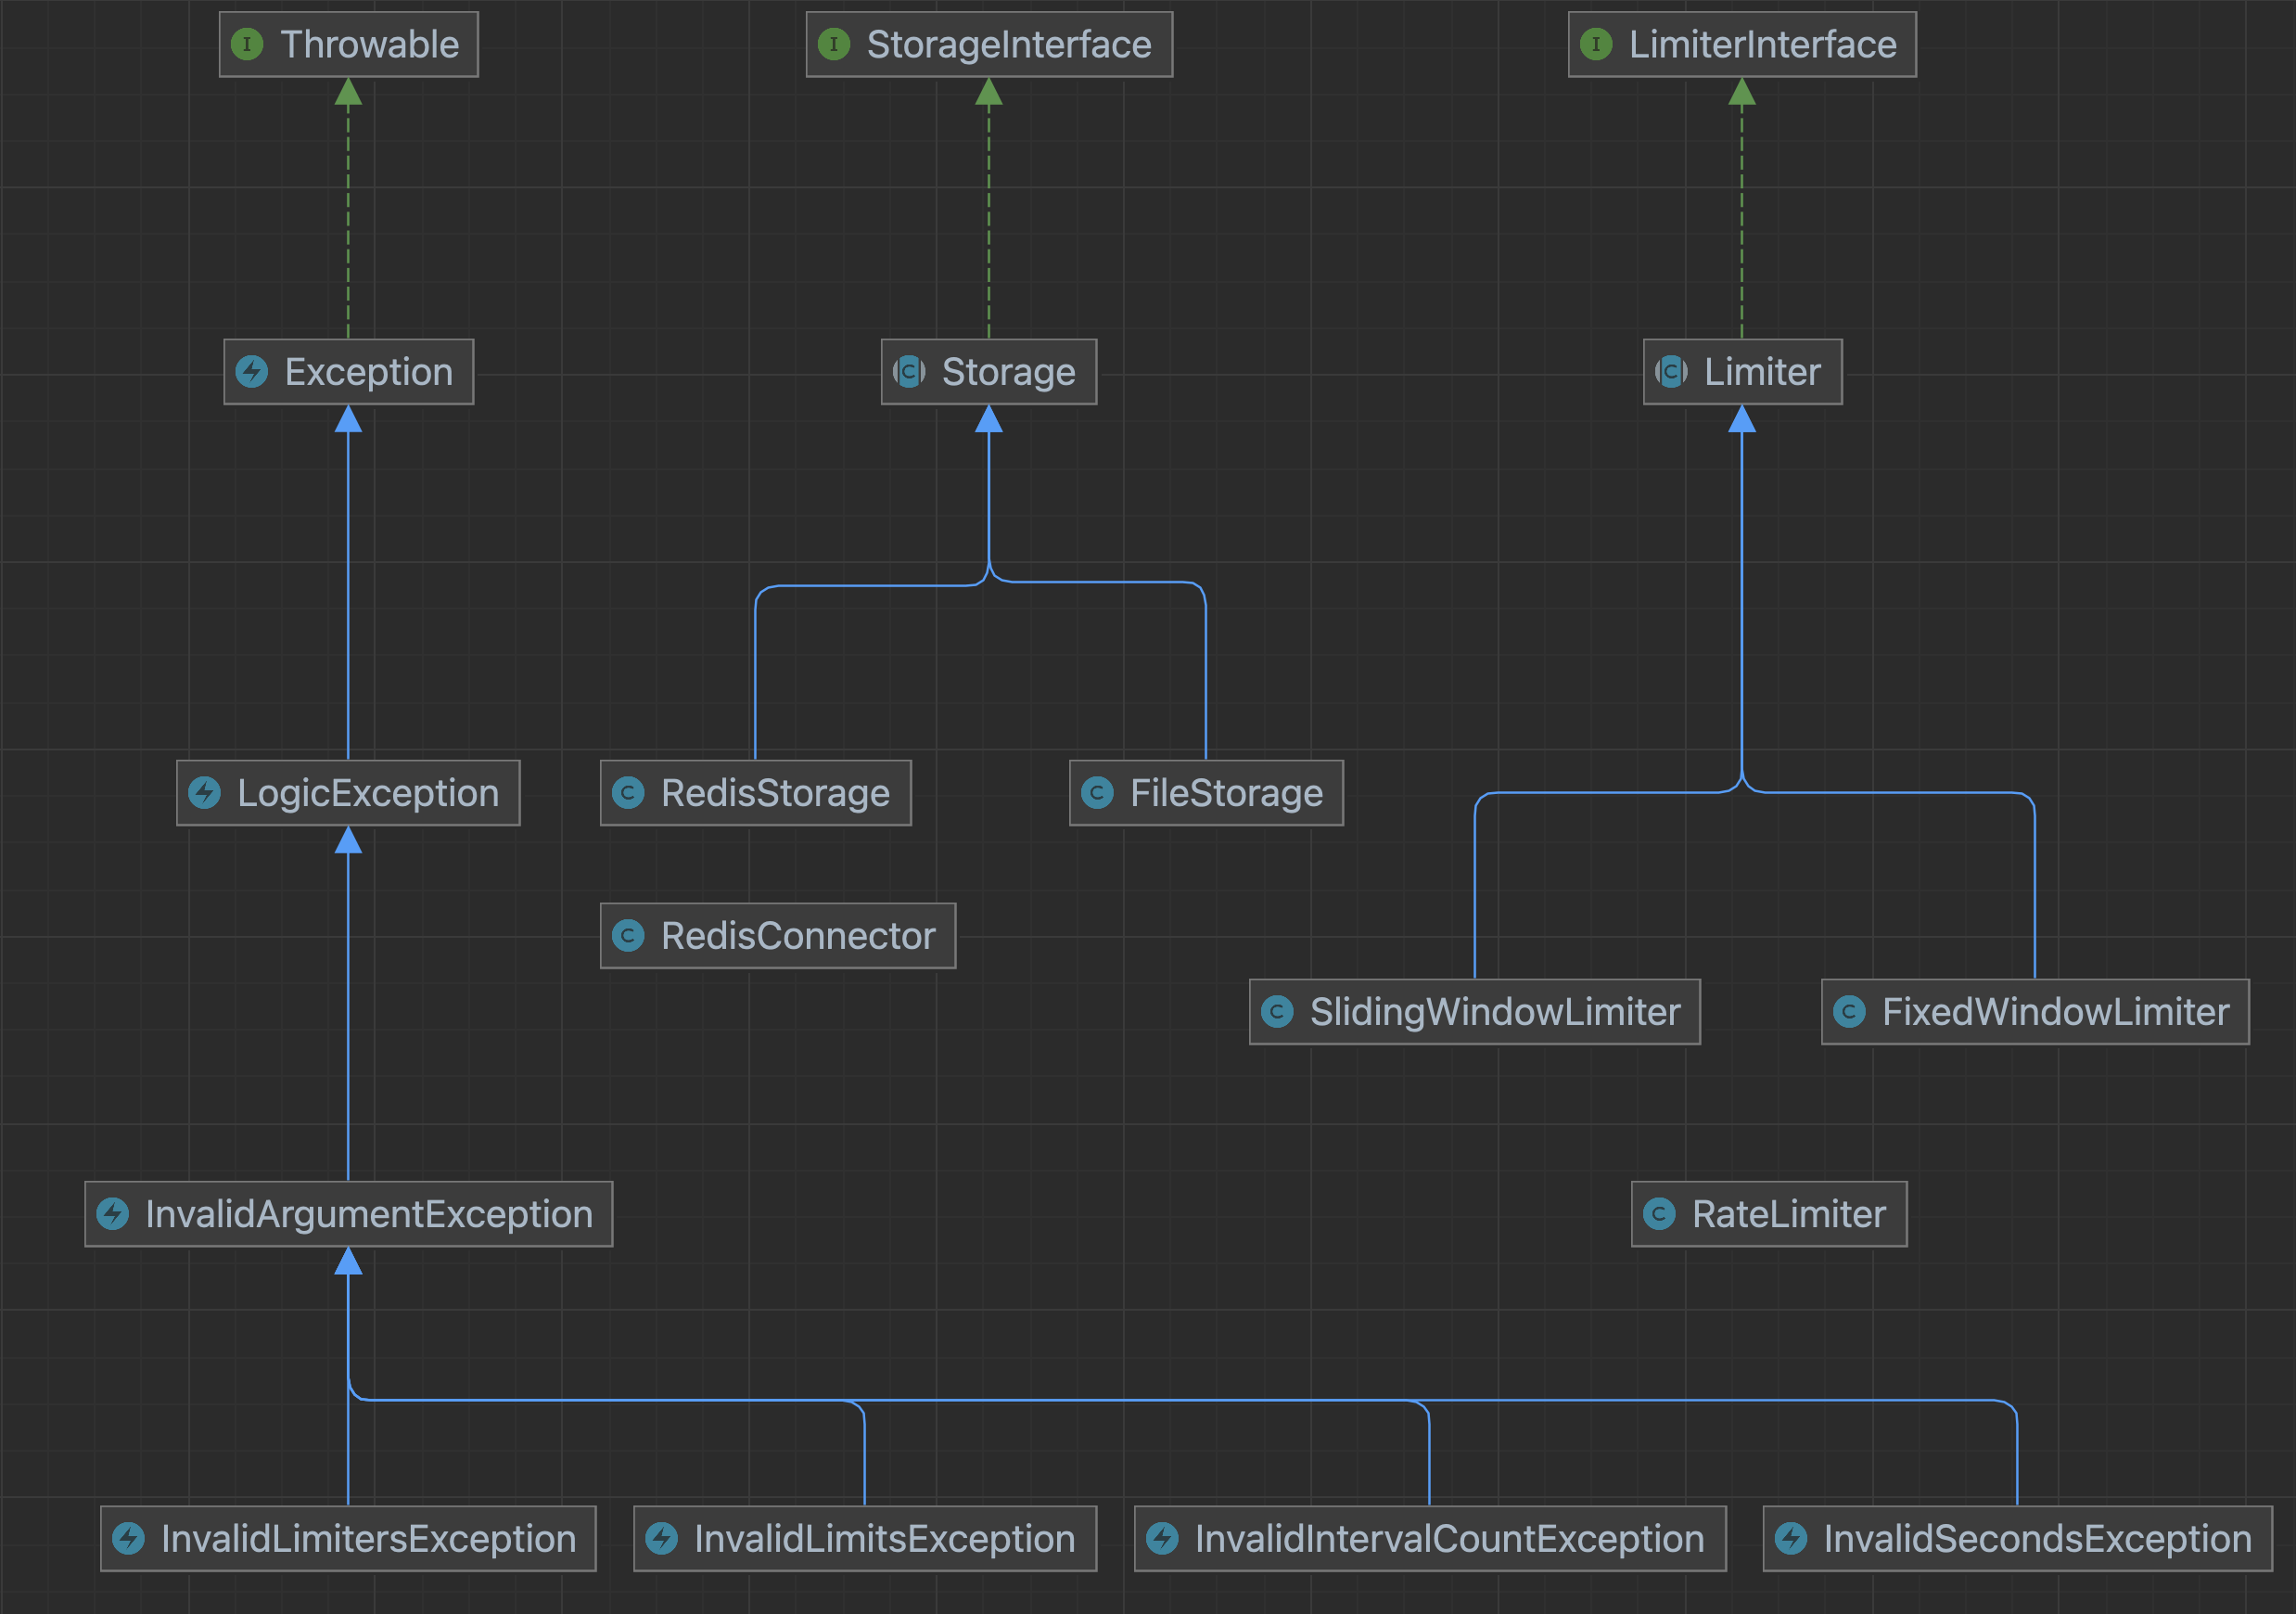 Throwable
StorageInterface
LimiterInterface
Exception
Storage
Limiter
LogicException
RedisStorage
FileStorage
RedisConnector
SlidingWindowLimiter
FixedWindowLimiter
InvalidArgumentException
RateLimiter
InvalidLimitersException
InvalidLimitsException
InvalidIntervalCountException
InvalidSecondsException